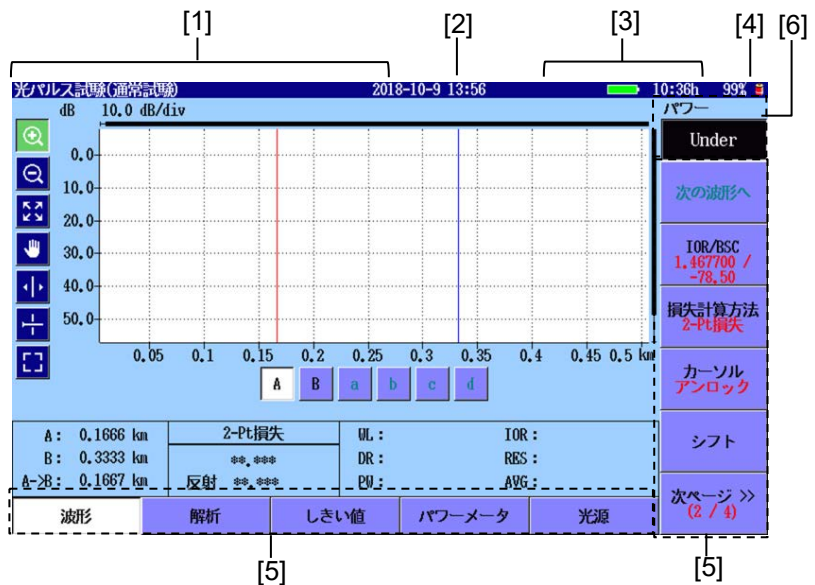 [1] [2] [3] [4] [6]
光パルス試験(通常試験) 2018-10-9 13:56 10:36h 99%
dB 10.0 dB/div
パワー
Under
0.0
10.0
20.0
30.0
40.0
50.0
次の波形へ
IOR/BSC
1.467700 /
-78.50
損失計算方法
2-Pt損失
カーソル
アンロック
シフト
次ページ >>
(2 / 4)
0.05 0.1 0.15 0.2 0.25 0.3 0.35 0.4 0.45 0.5 km
A B a b c d
A: 0.1666 km
B: 0.3333 km
A->B: 0.1667 km
2-Pt損失
**.***
反射 **.***
WL: IOR:
DR: RES:
PW: AVG:
波形 解析 しきい値 パワーメータ 光源
[5] [5]